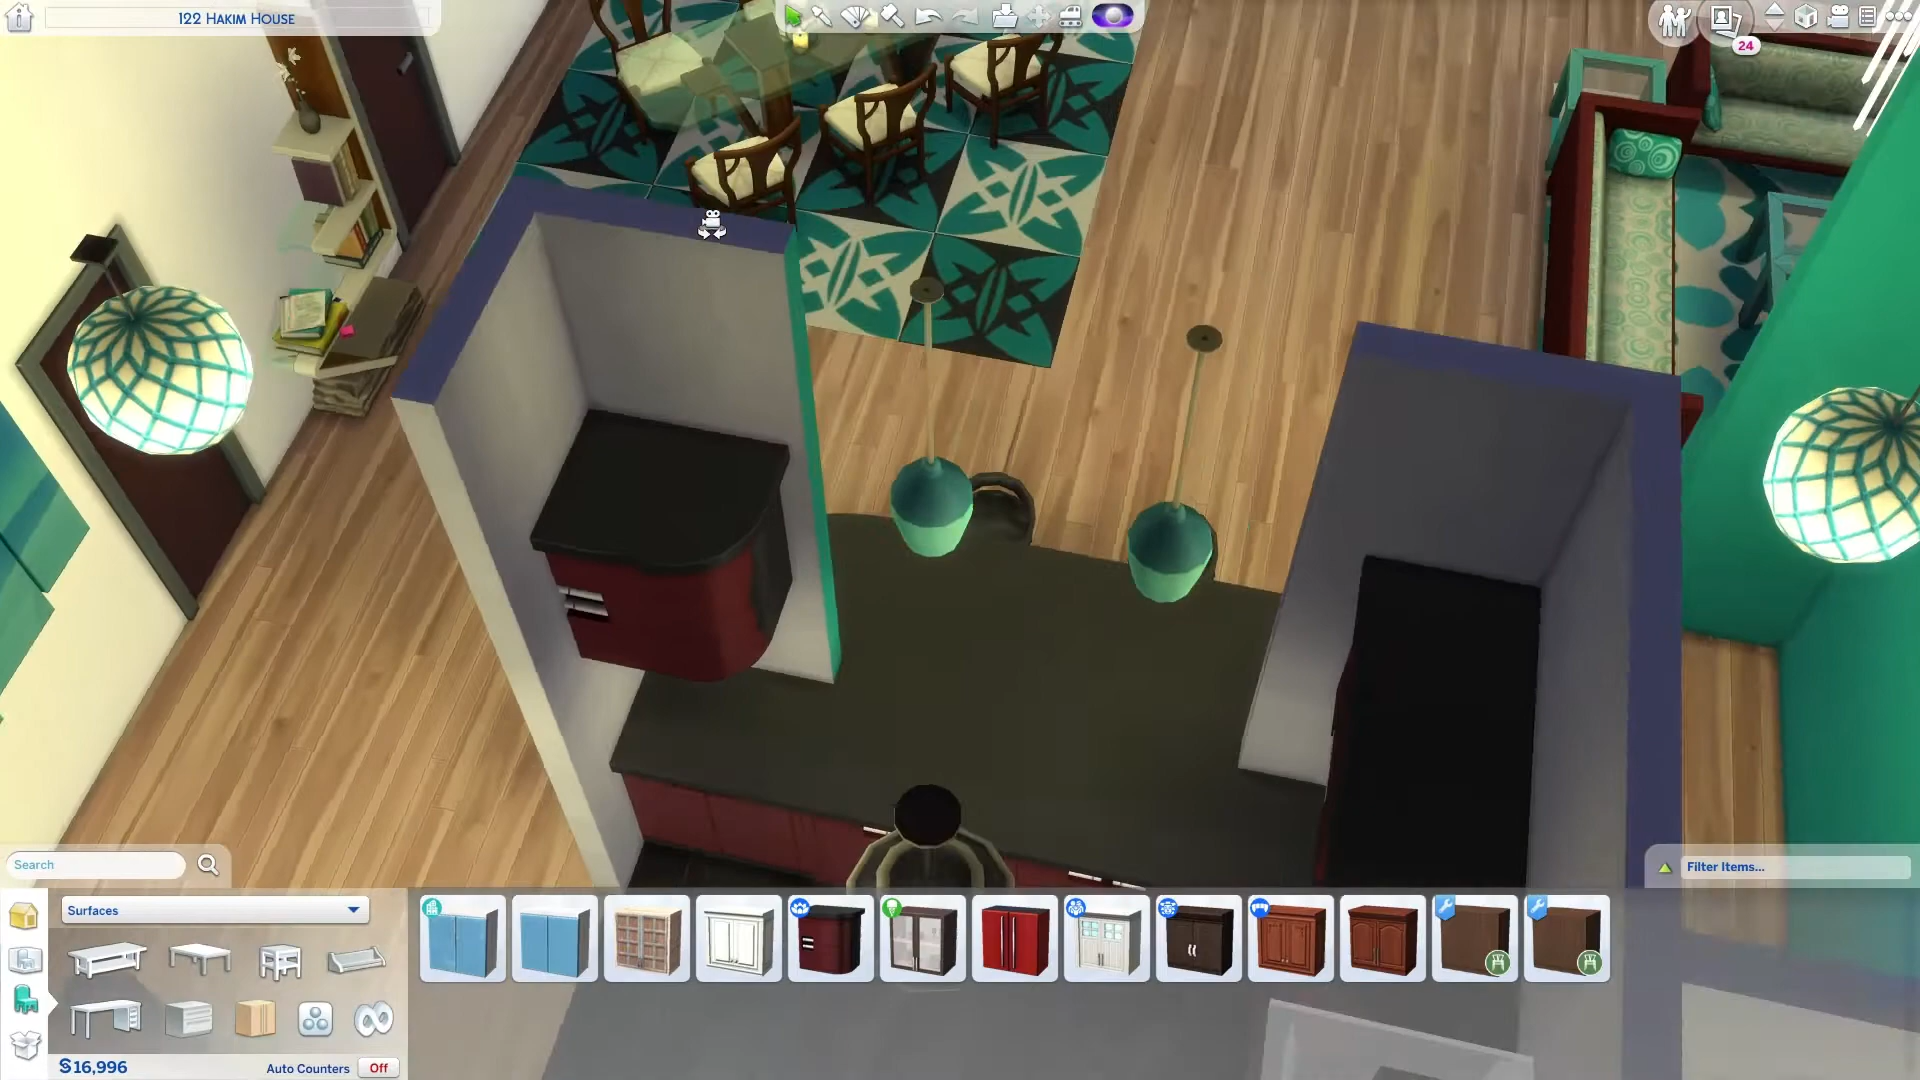 122 Hakim House
24
Search
Filter Items...
Surfaces
§16,996
Auto Counters
Off